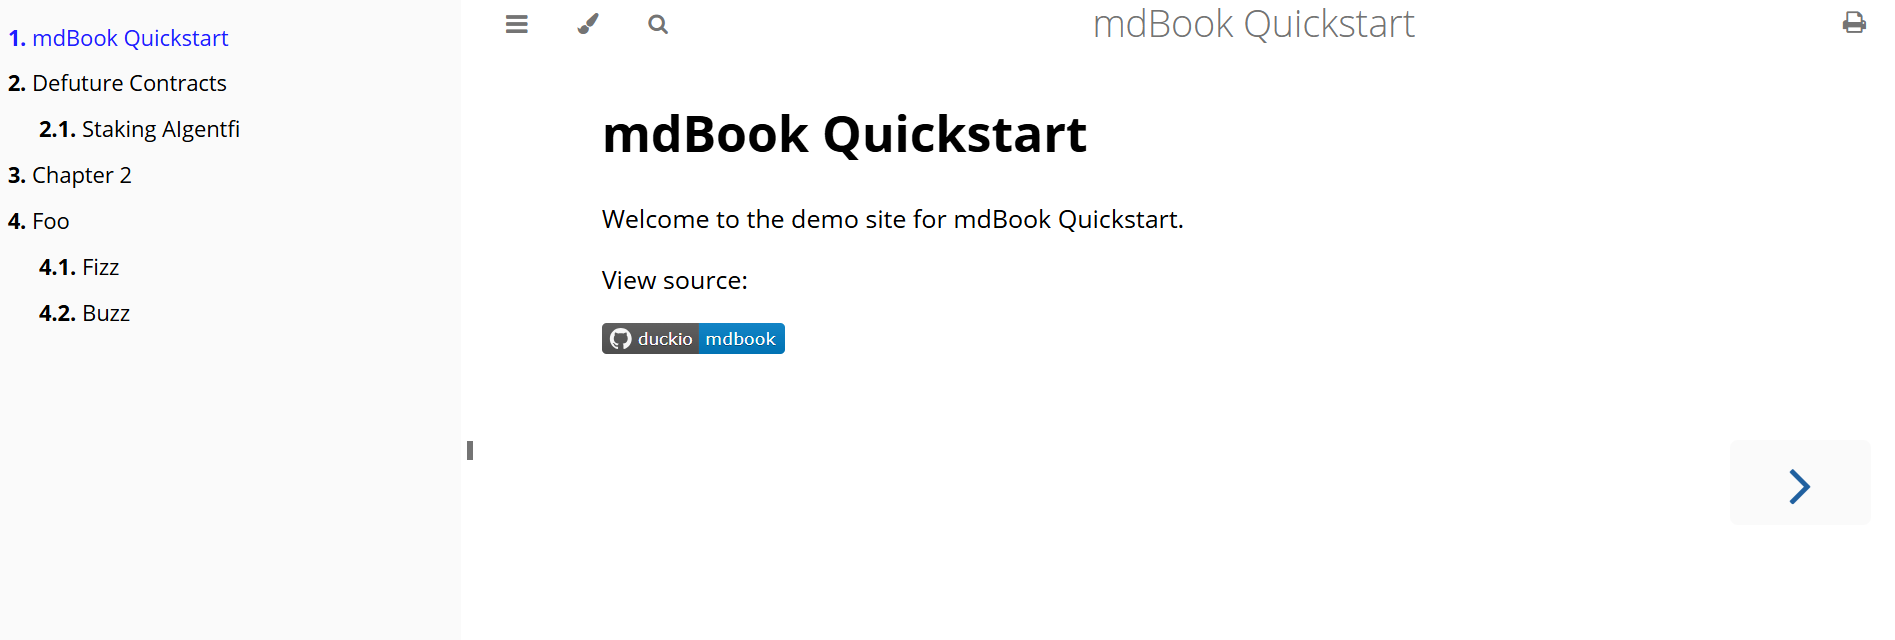 1. mdBook Quickstart
2. Defuture Contracts
2.1. Staking AIgentfi
3. Chapter 2
4. Foo
4.1. Fizz
4.2. Buzz
mdBook Quickstart
mdBook Quickstart
Welcome to the demo site for mdBook Quickstart.
View source:
duckio mdbook